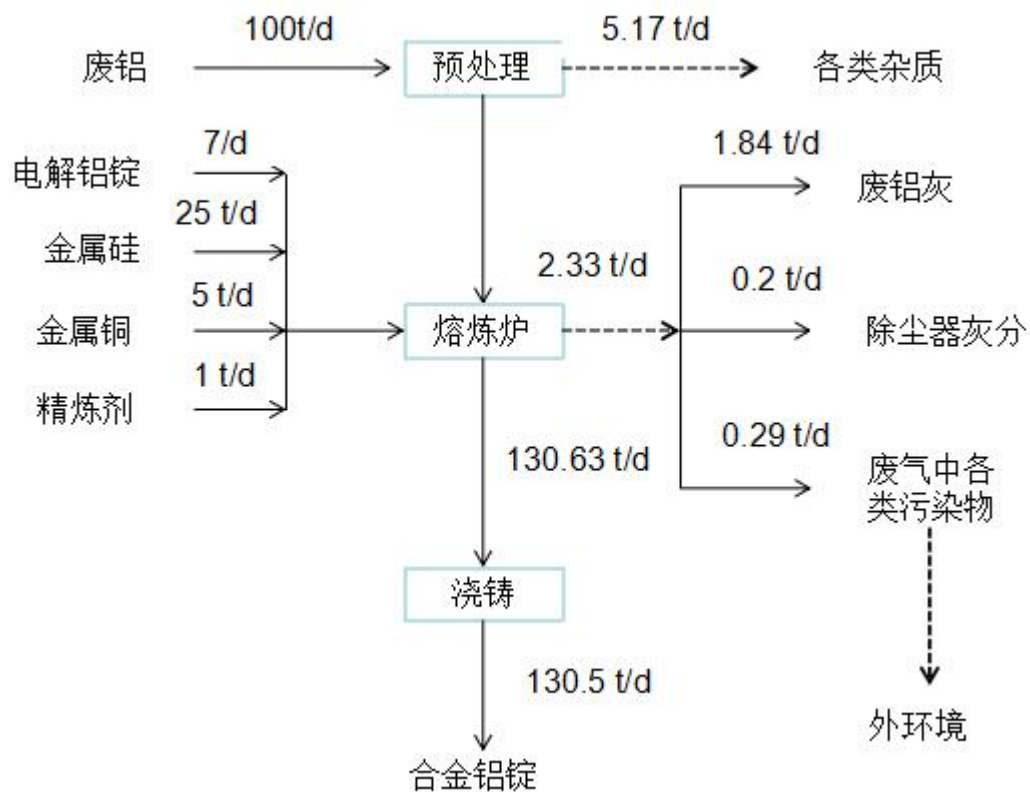 100t/d
5.17 t/d
废铝
预处理
各类杂质
7/d
1.84 t/d
电解铝锭
废铝灰
25 t/d
金属硅
2.33 t/d
0.2 t/d
5 t/d
金属铜
熔炼炉
除尘器灰分
1 t/d
精炼剂
0.29 t/d
130.63 t/d
废气中各
类污染物
浇铸
130.5 t/d
外环境
合金铝锭